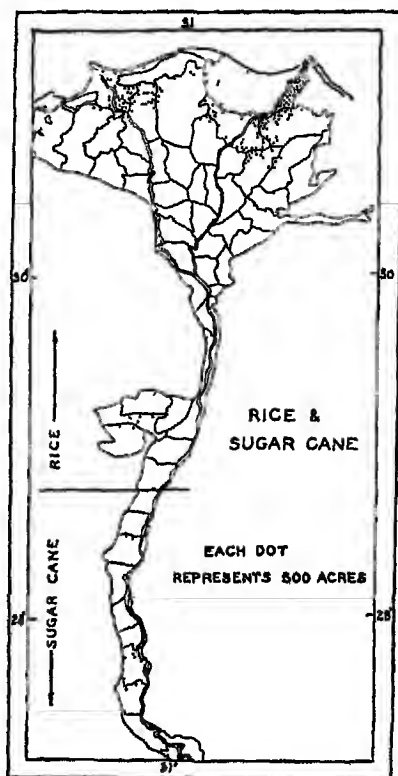 31
30
30
RICE
RICE &
SUGAR CANE
EACH DOT
REPRESENTS 500 ACRES
SUGAR CANE
28
28
31°